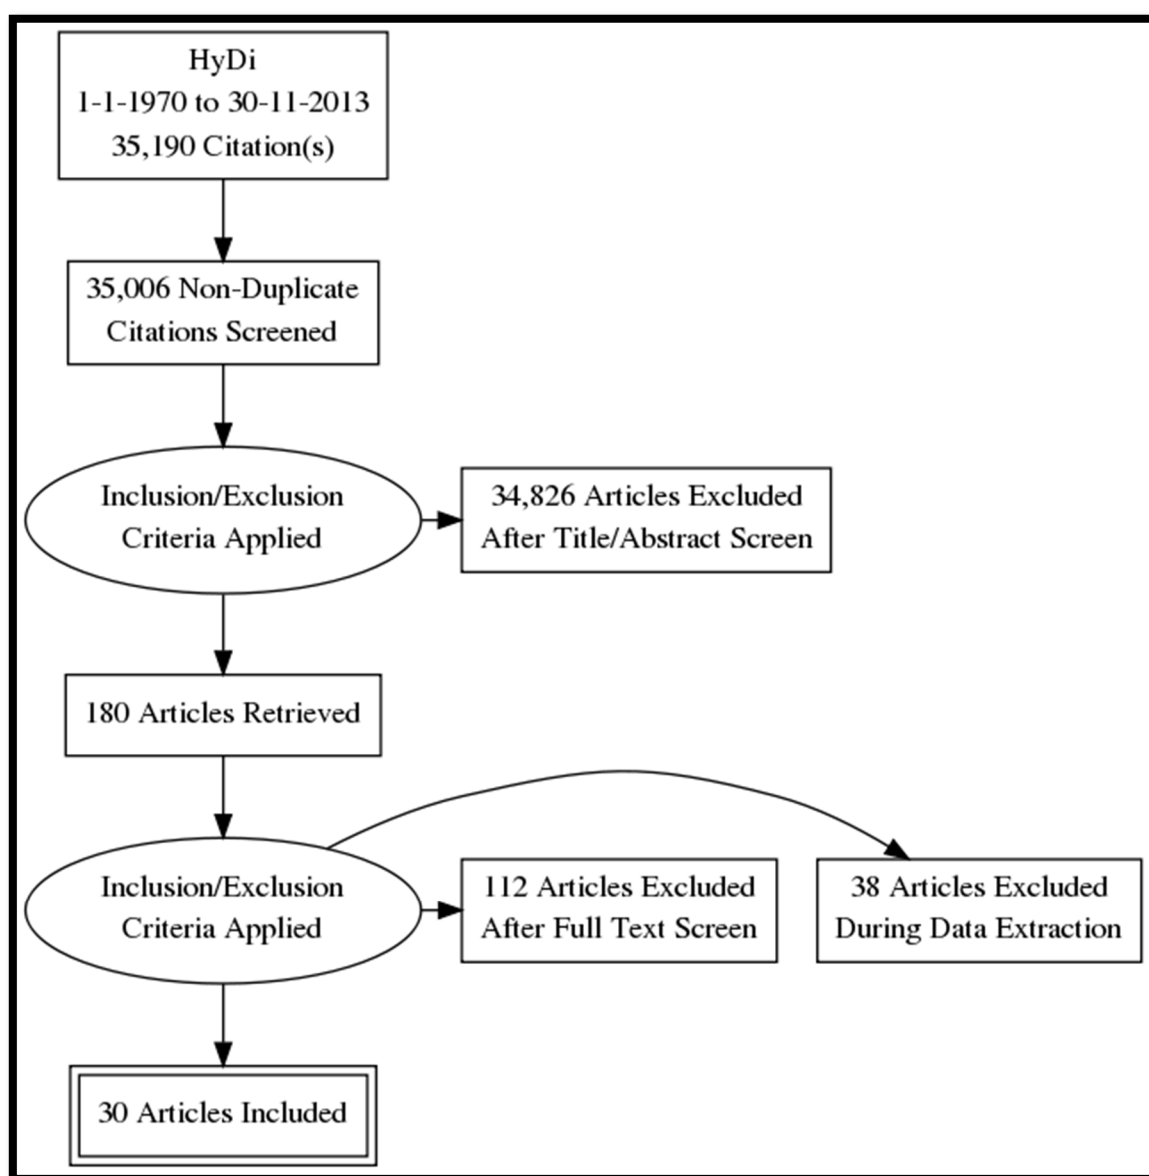 HyDi
1-1-1970 to 30-11-2013
35,190 Citation(s)
35,006 Non-Duplicate
Citations Screened
Inclusion/Exclusion
Criteria Applied
34,826 Articles Excluded
After Title/Abstract Screen
180 Articles Retrieved
Inclusion/Exclusion
Criteria Applied
112 Articles Excluded
After Full Text Screen
38 Articles Excluded
During Data Extraction
30 Articles Included